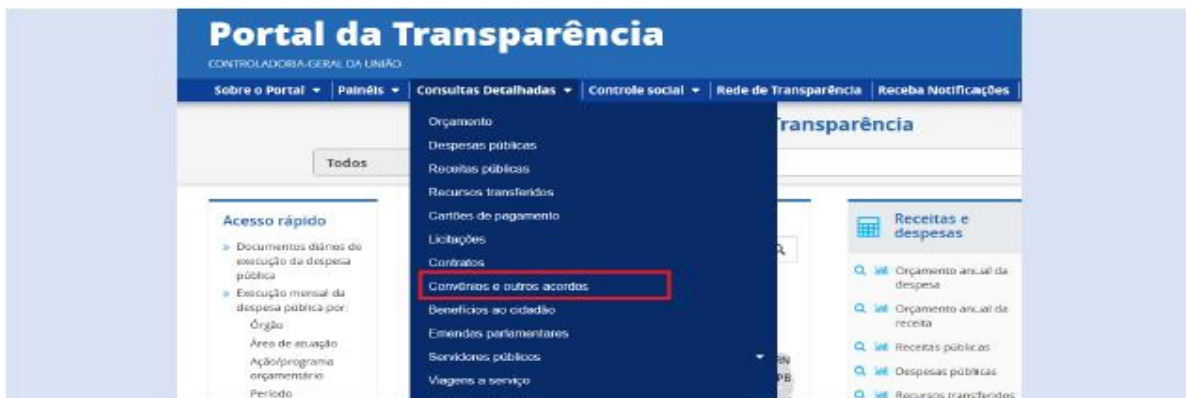 Portal da Transparência
CONTROLADORIA-GERAL DA UNIÃO
Sobre o Portal
Painéis
Consultas Detalhadas
Controle social
Rede de Transparência
Receba Notificações
Transparência
Todos
Orçamento
Despesas públicas
Receitas públicas
Recursos transferidos
Cartões de pagamento
Licitações
Contratos
Convênios e outros acordos
Benefícios ao cidadão
Emendas parlamentares
Servidores públicos
Viagens a serviço
Acesso rápido
» Documentos diários de
execução da despesa
pública
» Execução mensal da
despesa pública por:
Órgão
Área de atuação
Ação/programa
orçamentário
Período
RN
PB
Receitas e
despesas
Orçamento anual da
despesa
Orçamento anual da
receita
Receitas públicas
Despesas públicas
Recursos transferidos